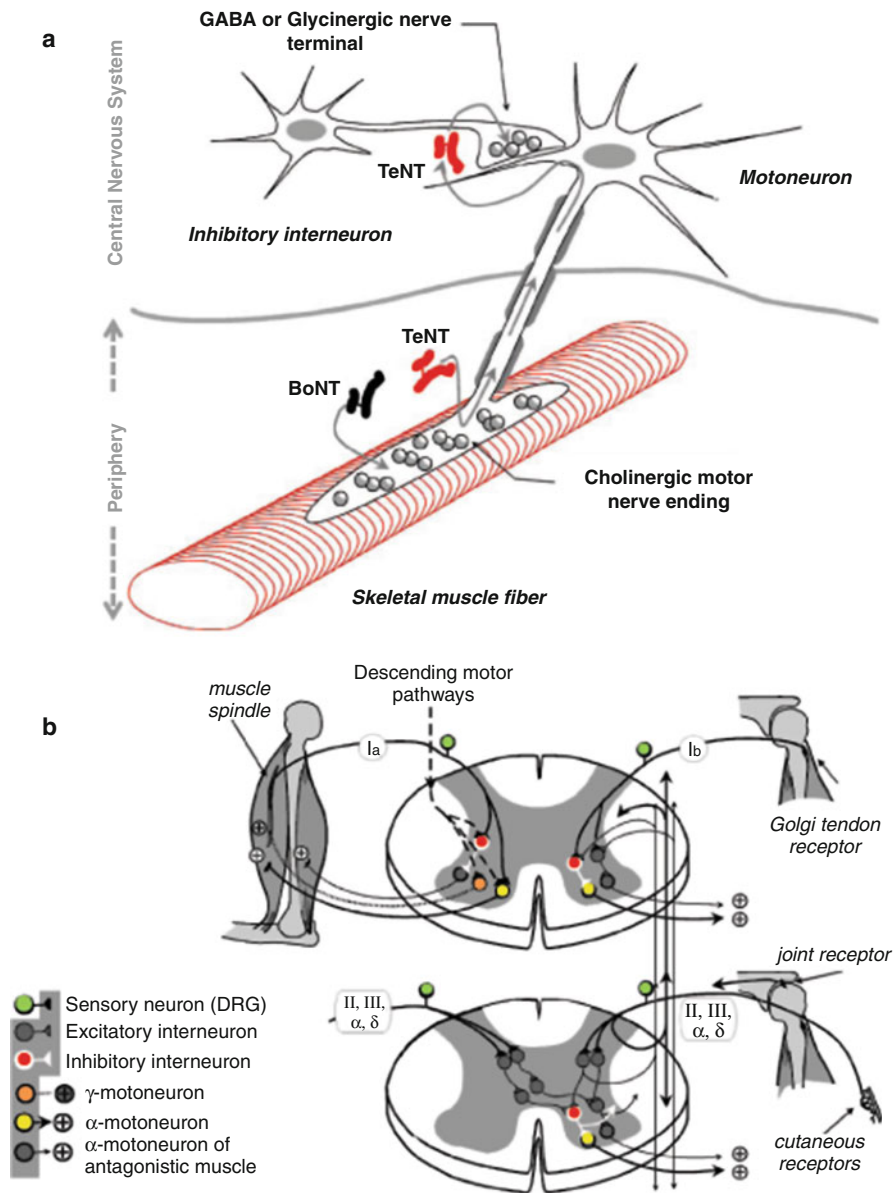 a
GABA or Glycinergic nerve
terminal
Central Nervous System
TeNT
Motoneuron
Inhibitory interneuron
TeNT
BoNT
Periphery
Cholinergic motor
nerve ending
Skeletal muscle fiber
b
Descending motor
pathways
muscle
spindle
Ia
Ib
Golgi tendon
receptor
joint receptor
II, III,
α, δ
II, III,
α, δ
cutaneous
receptors
Sensory neuron (DRG)
Excitatory interneuron
Inhibitory interneuron
γ-motoneuron
α-motoneuron
α-motoneuron of
antagonistic muscle